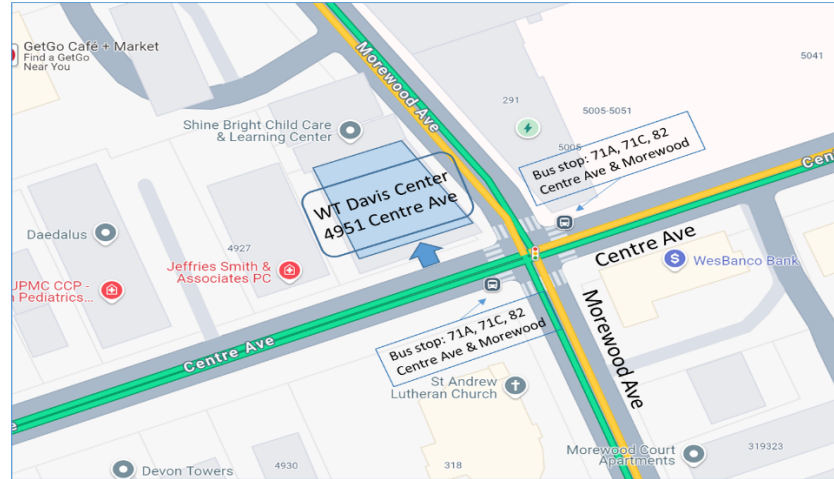 GetGo Café + Market
Find a GetGo
Near You
Morewood Ave
5041
291
5005-5051
5005
Shine Bright Child Care
& Learning Center
Bus stop: 71A, 71C, 82
Centre Ave & Morewood
WT Davis Center
4951 Centre Ave
Daedalus
4927
Jeffries Smith &
Associates PC
JPMC CCP -
Pediatrics...
Centre Ave
WesBanco Bank
Morewood Ave
Bus stop: 71A, 71C, 82
Centre Ave & Morewood
Centre Ave
St Andrew
Lutheran Church
Morewood Court
Apartments
319323
Devon Towers
4930
318